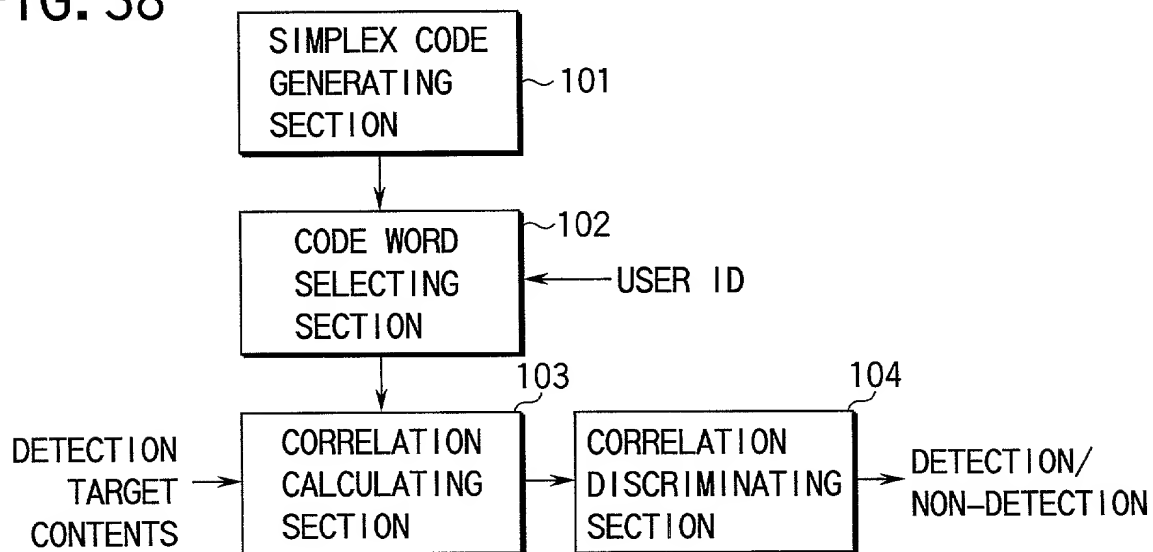 FIG. 38
SIMPLEX CODE
GENERATING
SECTION
101
CODE WORD
SELECTING
SECTION
102
USER ID
DETECTION
TARGET
CONTENTS
CORRELATION
CALCULATING
SECTION
103
CORRELATION
DISCRIMINATING
SECTION
104
DETECTION/
NON-DETECTION